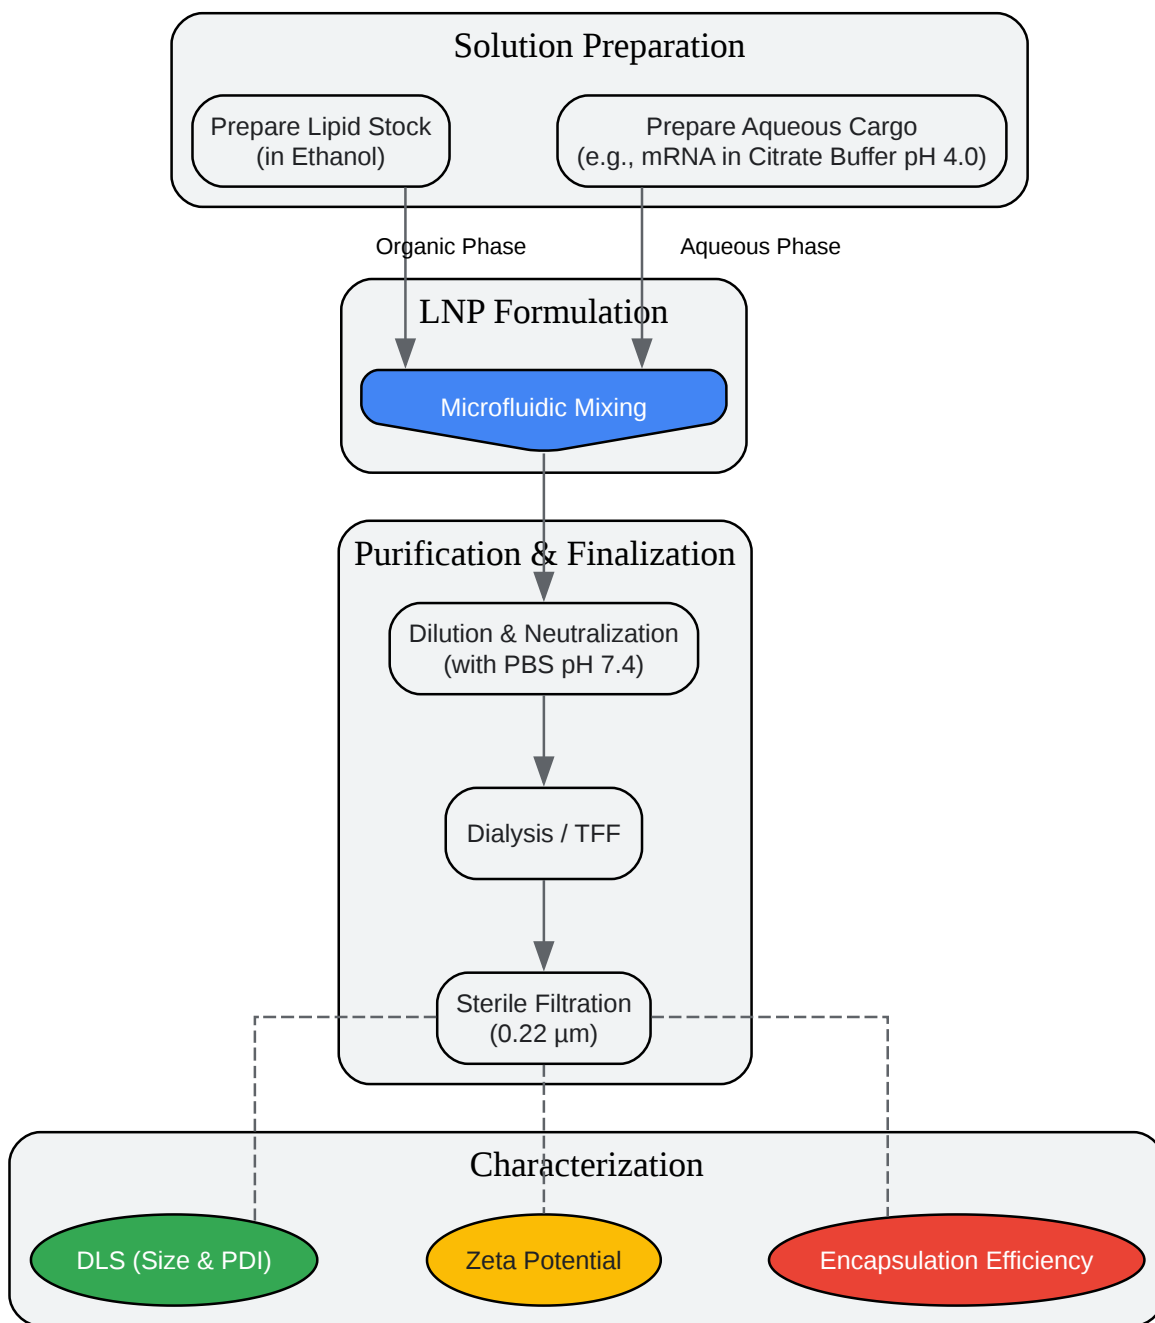 Solution Preparation
Prepare Lipid Stock
(in Ethanol)
Prepare Aqueous Cargo
(e.g., mRNA in Citrate Buffer pH 4.0)
Organic Phase
Aqueous Phase
LNP Formulation
Microfluidic Mixing
Purification & Finalization
Dilution & Neutralization
(with PBS pH 7.4)
Dialysis / TFF
Sterile Filtration
(0.22 µm)
Characterization
DLS (Size & PDI)
Zeta Potential
Encapsulation Efficiency